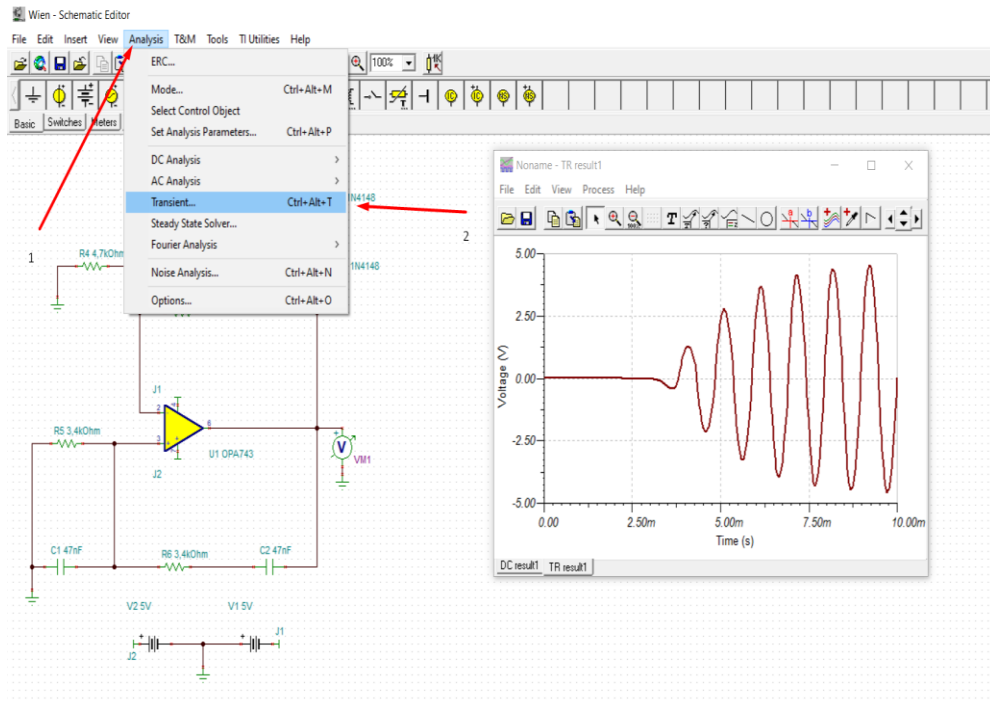 Wien - Schematic Editor
File Edit Insert View Analysis T&M Tools TI Utilities Help
100%
Basic Switches Meters
ERC...
Mode... Ctrl+Alt+M
Select Control Object
Set Analysis Parameters... Ctrl+Alt+P
DC Analysis
AC Analysis
Transient... Ctrl+Alt+T
Steady State Solver...
Fourier Analysis
Noise Analysis... Ctrl+Alt+N
Options... Ctrl+Alt+O
1N4148
1N4148
1
2
R4 4,7kOhm
J1
2
4
6
3
U1 OPA743
J2
R5 3,4kOhm
+
V
VM1
C1 47nF
R6 3,4kOhm
C2 47nF
V2 5V
V1 5V
+
+
J1
J2
Noname - TR result1
File Edit View Process Help
T
100%
a
b
5.00
2.50
0.00
-2.50
-5.00
Voltage (V)
0.00 2.50m 5.00m 7.50m 10.00m
Time (s)
DC result1 TR result1